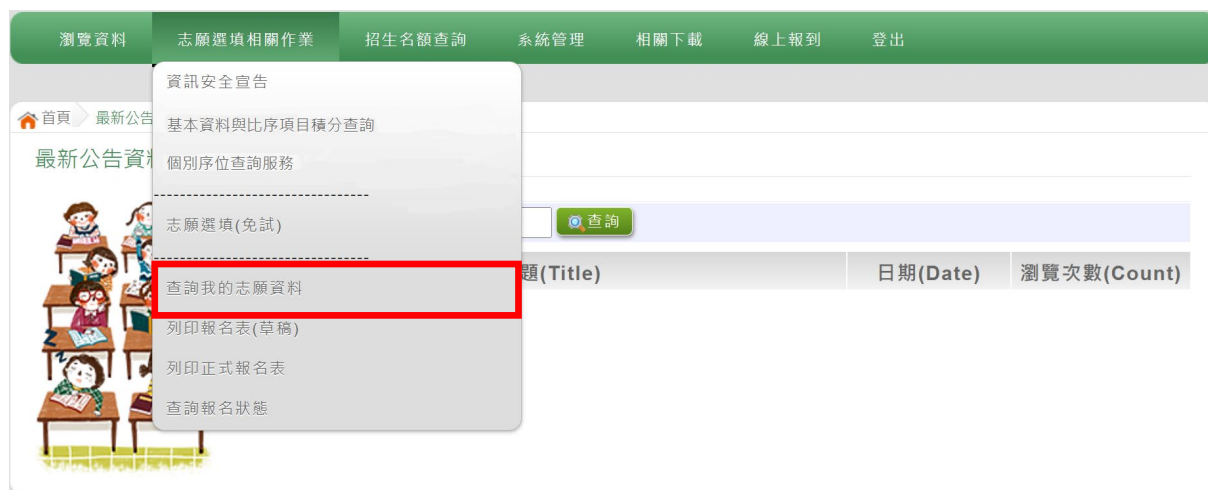 瀏覽資料 志願選填相關作業 招生名額查詢 系統管理 相關下載 線上報到 登出
資訊安全宣告
首頁 最新公告
基本資料與比序項目積分查詢
最新公告資
個別序位查詢服務
---------------------------------
志願選填(免試)
查詢
---------------------------------
題(Title) 日期(Date) 瀏覽次數(Count)
查詢我的志願資料
列印報名表(草稿)
列印正式報名表
查詢報名狀態